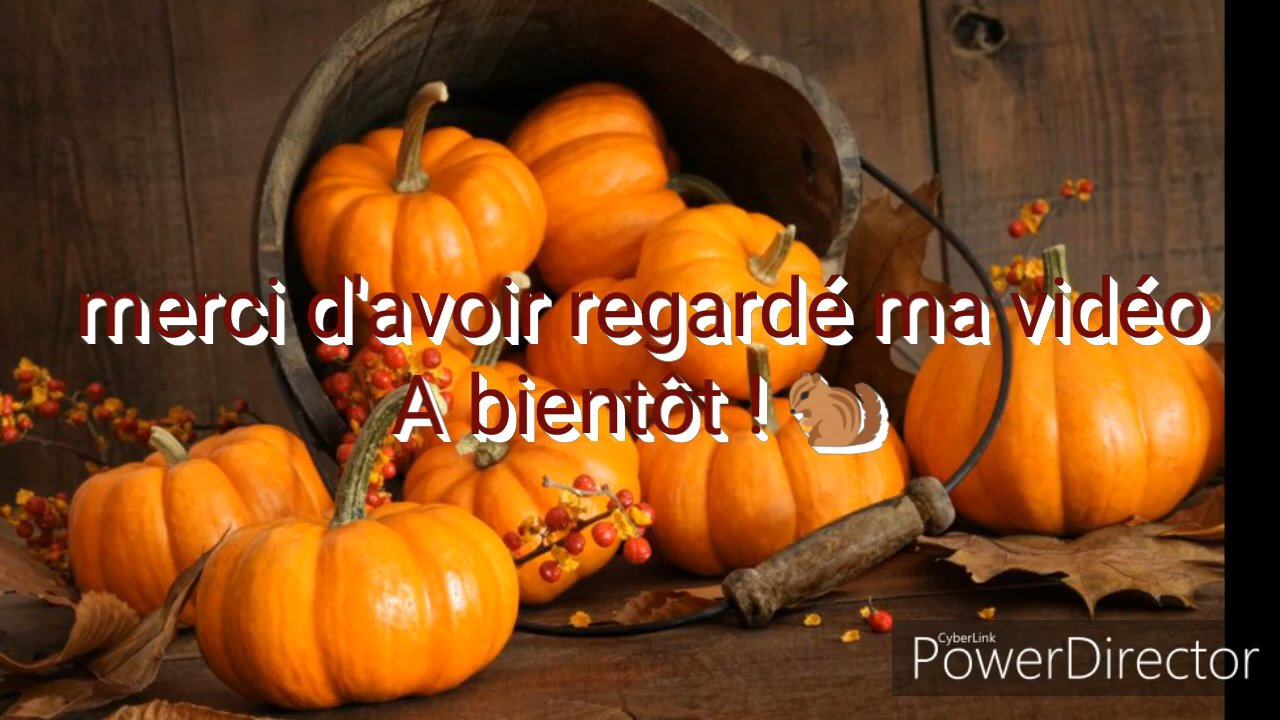 merci d'avoir regardé ma vidéo
A bientôt ! 🐿️
CyberLink
PowerDirector